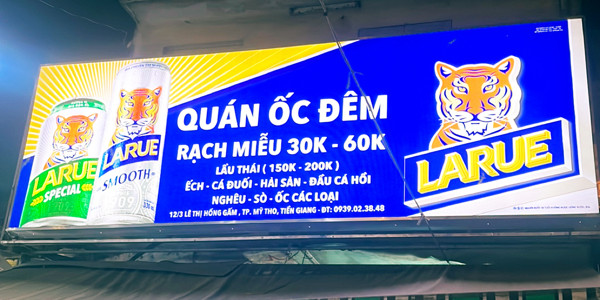 LARUE
SPECIAL
LARUE
SMOOTH
QUÁN ỐC ĐÊM
RẠCH MIỄU 30K - 60K
LẨU THÁI ( 150K - 200K )
ẾCH - CÁ ĐUỐI - HẢI SẢN - ĐẦU CÁ HỒI
NGHÊU - SÒ - ỐC CÁC LOẠI
12/3 LÊ THỊ HỒNG GẤM , TP. MỸ THO, TIỀN GIANG - ĐT: 0939.02.38.48
LARUE